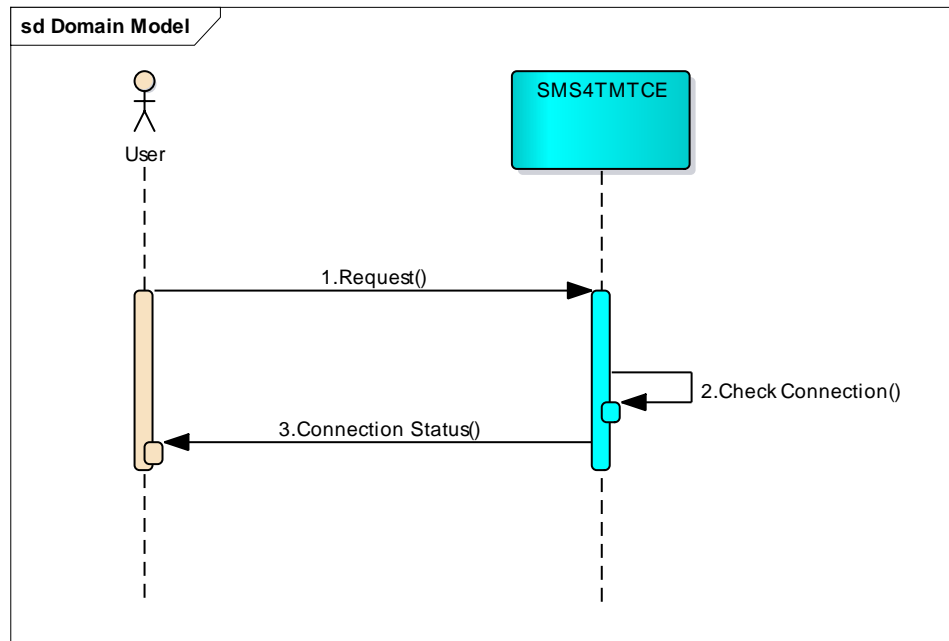 sd Domain Model
SMS4TMTCE
User
1.Request()
2.Check Connection()
3.Connection Status()